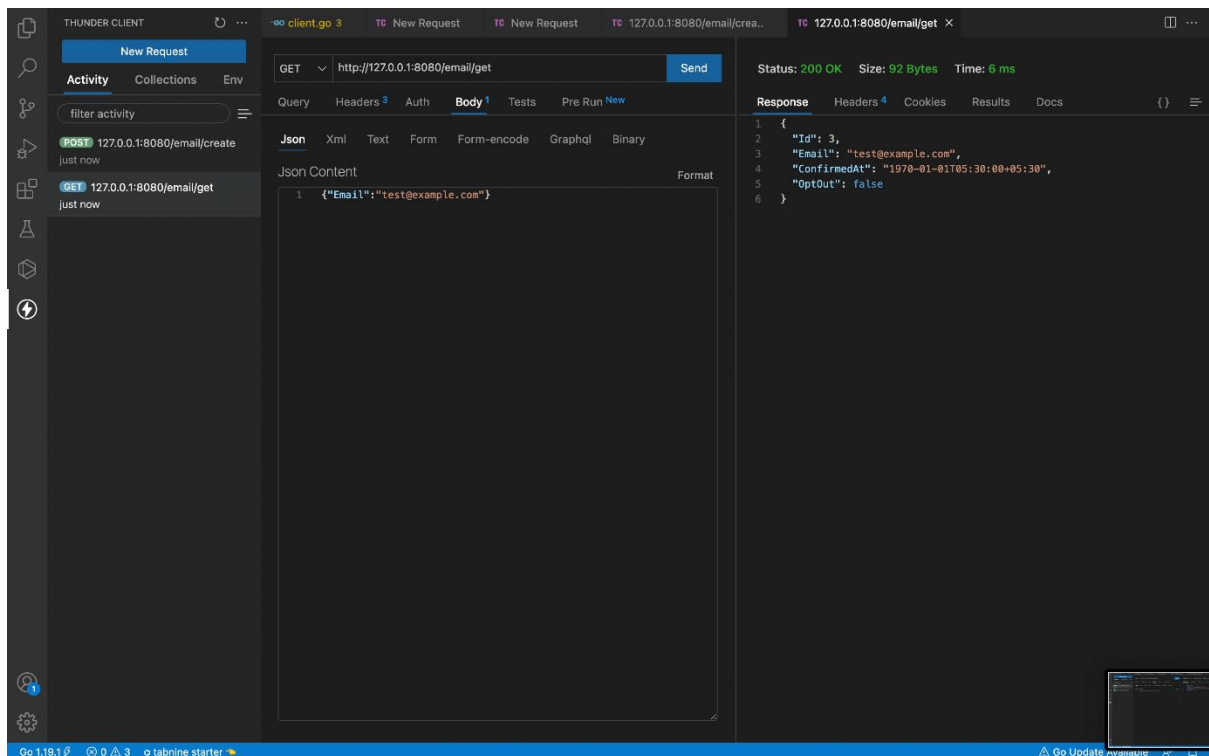 THUNDER CLIENT
New Request
Activity Collections Env
filter activity
POST 127.0.0.1:8080/email/create
just now
GET 127.0.0.1:8080/email/get
just now
client.go 3 TC New Request TC New Request TC 127.0.0.1:8080/email/crea.. TC 127.0.0.1:8080/email/get
GET http://127.0.0.1:8080/email/get Send
Query Headers 3 Auth Body 1 Tests Pre Run New
Json Xml Text Form Form-encode Graphql Binary
Json Content Format
1 {"Email":"test@example.com"}
Status: 200 OK Size: 92 Bytes Time: 6 ms
Response Headers 4 Cookies Results Docs {}
1 {
2 "Id": 3,
3 "Email": "test@example.com",
4 "ConfirmedAt": "1970-01-01T05:30:00+05:30",
5 "OptOut": false
6 }
1
Go 1.19.1 0 3 tabnine starter Go Update Available